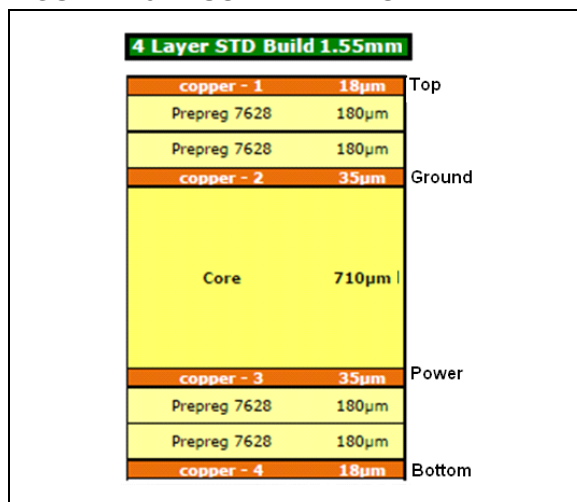 4 Layer STD Build 1.55mm
copper - 1 18µm Top
Prepreg 7628 180µm
Prepreg 7628 180µm
copper - 2 35µm Ground
Core 710µm
copper - 3 35µm Power
Prepreg 7628 180µm
Prepreg 7628 180µm
copper - 4 18µm Bottom